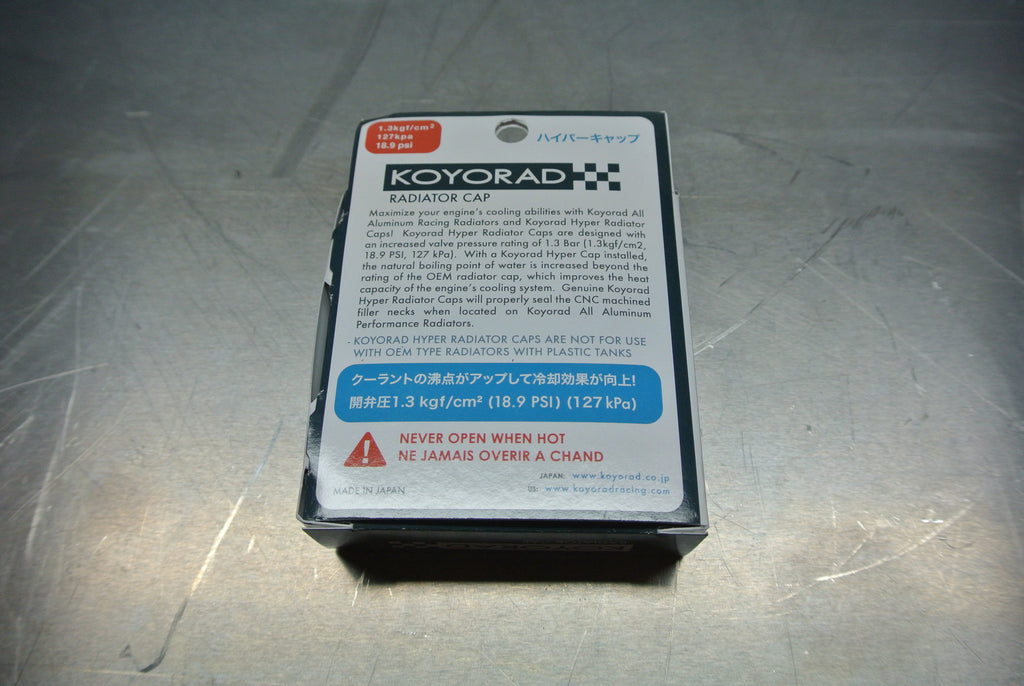 1.3kgf/cm²
127kpa
18.9 psi
ハイパーキャップ
KOYORAD
RADIATOR CAP
Maximize your engine's cooling abilities with Koyorad All
Aluminum Racing Radiators and Koyorad Hyper Radiator
Caps! Koyorad Hyper Radiator Caps are designed with
an increased valve pressure rating of 1.3 Bar (1.3kgf/cm2,
18.9 PSI, 127 kPa). With a Koyorad Hyper Cap installed,
the natural boiling point of water is increased beyond the
rating of the OEM radiator cap, which improves the heat
capacity of the engine's cooling system. Genuine Koyorad
Hyper Radiator Caps will properly seal the CNC machined
filler necks when located on Koyorad All Aluminum
Performance Radiators.
- KOYORAD HYPER RADIATOR CAPS ARE NOT FOR USE
WITH OEM TYPE RADIATORS WITH PLASTIC TANKS
クーラントの沸点がアップして冷却効果が向上!
開弁圧1.3 kgf/cm² (18.9 PSI) (127kPa)
NEVER OPEN WHEN HOT
NE JAMAIS OVERIR A CHAND
JAPAN: www.koyorad.co.jp
MADE IN JAPAN
US: www.koyoradracing.com
KOYORAD